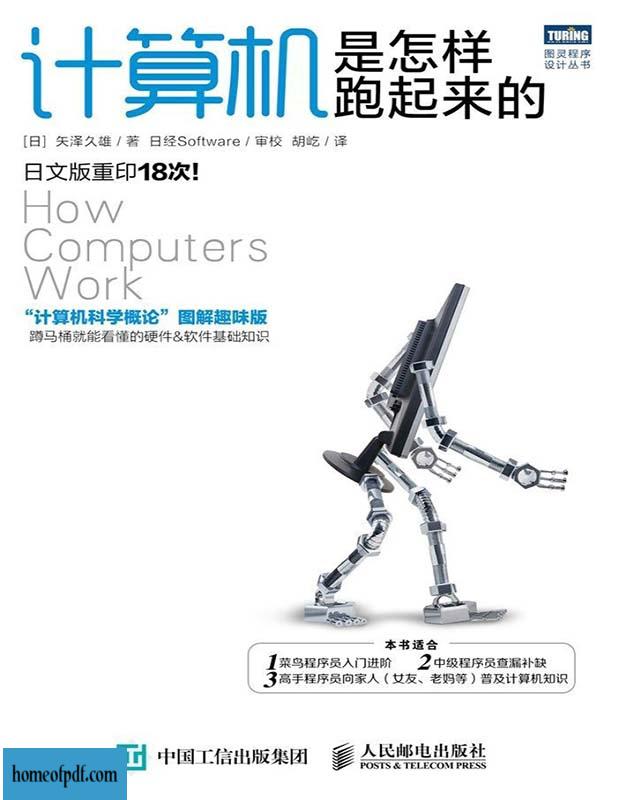 计算机是怎样跑起来的
TURING
图灵程序
设计丛书
[日] 矢泽久雄 / 著 日经Software / 审校 胡屹 / 译
日文版重印18次!
How
Computers
Work
“计算机科学概论”图解趣味版
蹲马桶就能看懂的硬件&软件基础知识
本书适合
1 菜鸟程序员入门进阶 2 中级程序员查漏补缺
3 高手程序员向家人（女友、老妈等）普及计算机知识
中国工信出版集团 人民邮电出版社
POSTS & TELECOM PRESS
homeofpdf.com